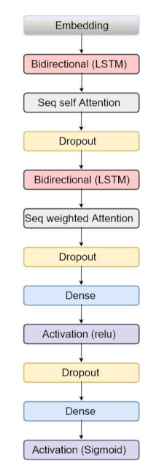 Embedding
Bidirectional (LSTM)
Seq self Attention
Dropout
Bidirectional (LSTM)
Seq weighted Attention
Dropout
Dense
Activation (relu)
Dropout
Dense
Activation (Sigmoid)